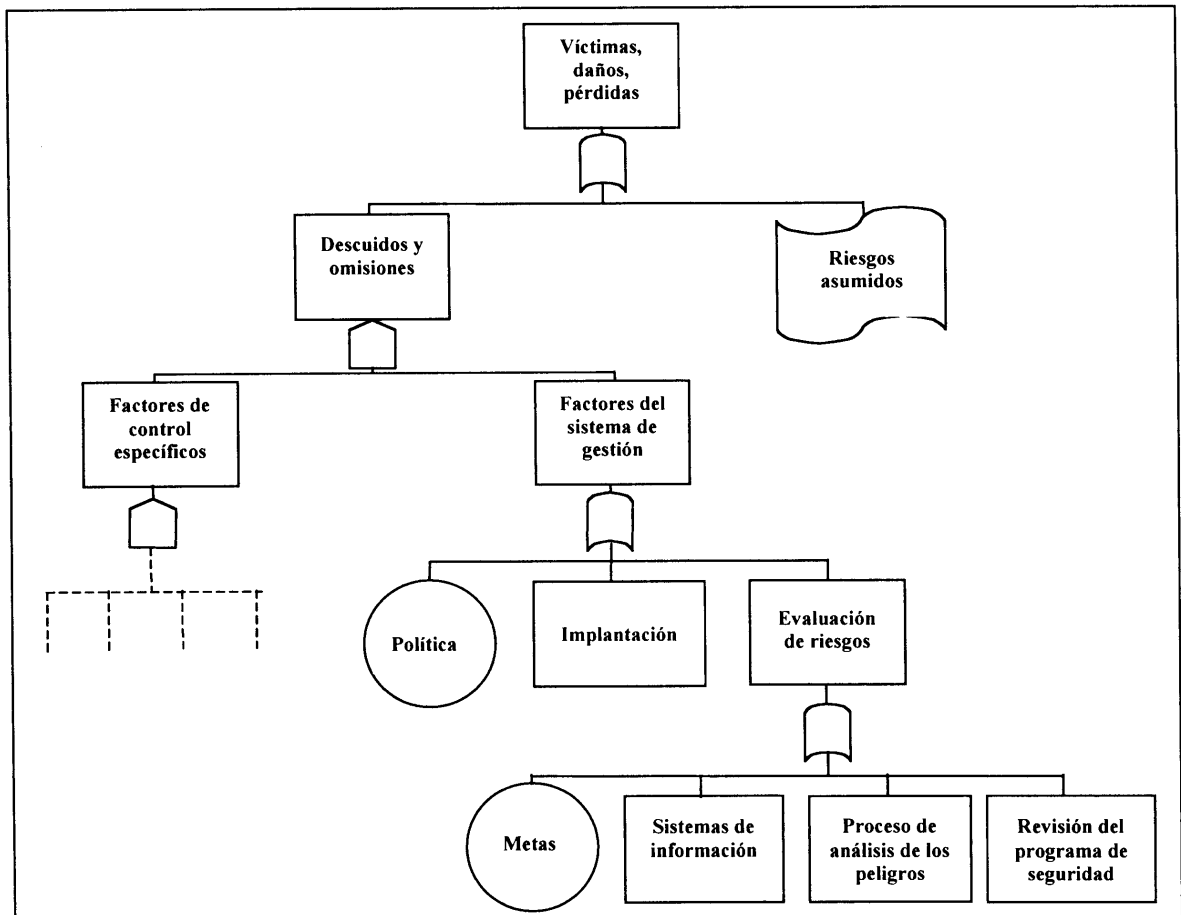 Víctimas,
daños,
pérdidas
Descuidos y
omisiones
Riesgos
asumidos
Factores de
control
específicos
Factores del
sistema de
gestión
Política
Implantación
Evaluación
de riesgos
Metas
Sistemas de
información
Proceso de
análisis de los
peligros
Revisión del
programa de
seguridad